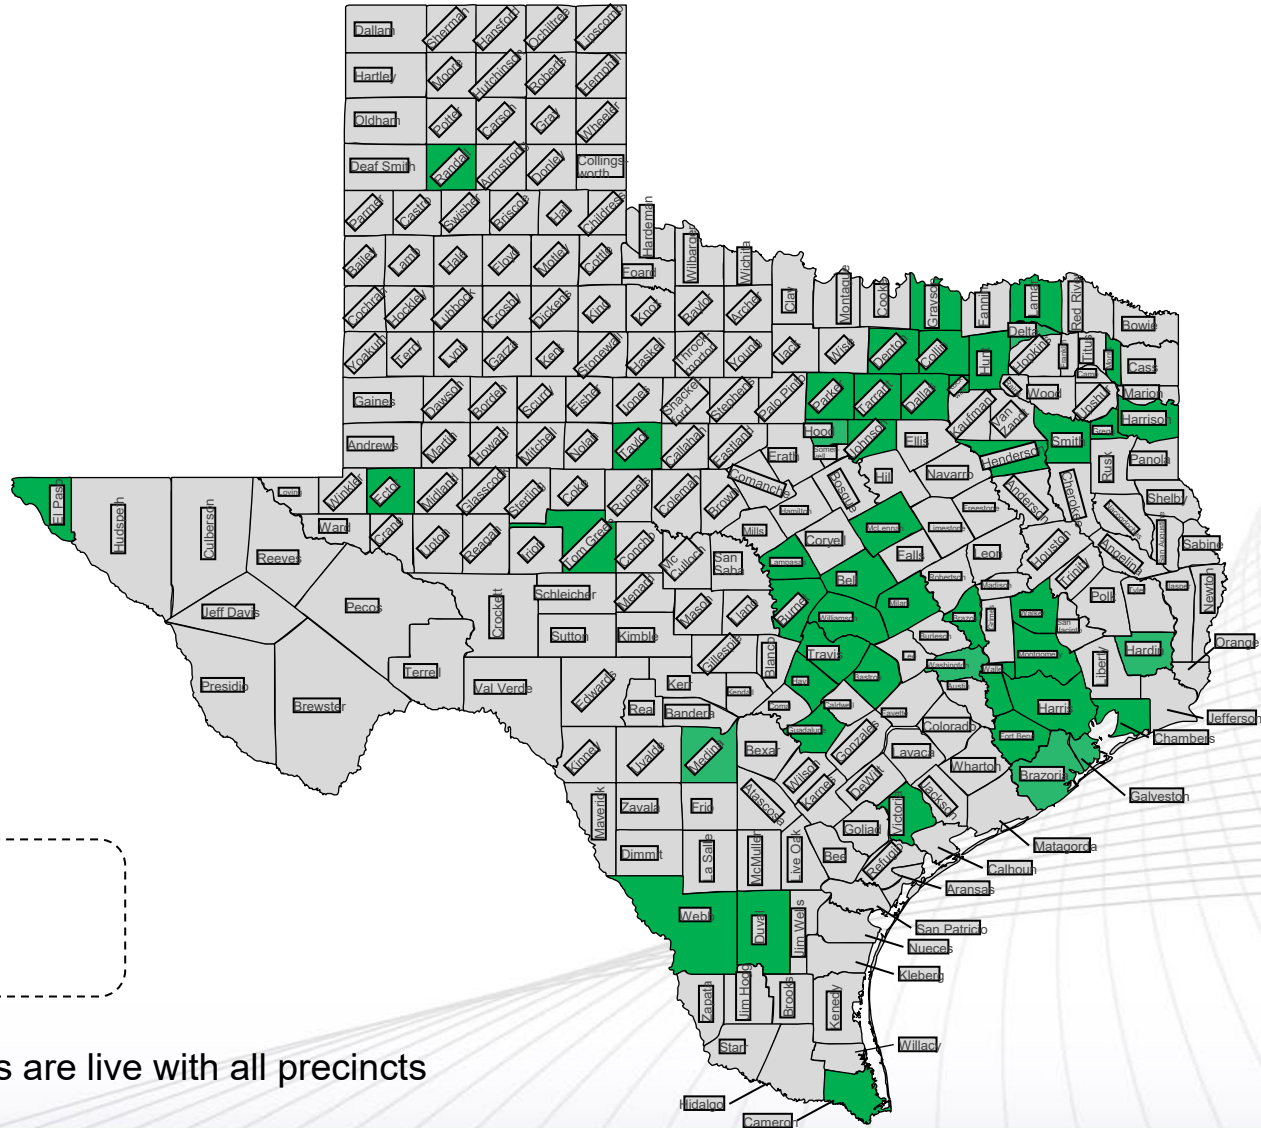 Dallam
Sherman
Hansford
Ochiltree
Lipscomb
Hartley
Moore
Hutchinson
Roberts
Hemphill
Oldham
Potter
Carson
Gray
Wheeler
Deaf Smith
Randall
Armstrong
Donley
Collings-
worth
Parmer
Castro
Swisher
Briscoe
Hall
Childress
Hardeman
Bailey
Lamb
Hale
Floyd
Motley
Cottle
Foard
Wilbarger
Wichita
Cochran
Hockley
Lubbock
Crosby
Dickens
King
Knox
Baylor
Archer
Clay
Montague
Cooke
Grayson
Fannin
Lamar
Red River
Bowie
Delta
Yoakum
Terry
Lynn
Garza
Kent
Stonewall
Haskell
Throck-
morton
Young
Jack
Wise
Denton
Collin
Hunt
Hopkins
Titus
Cass
Camp
Gaines
Dawson
Borden
Scurry
Fisher
Jones
Shackel-
ford
Stephens
Palo Pinto
Parker
Tarrant
Dallas
Kaufman
Van
Zandt
Wood
Upshur
Marion
Harrison
Gregg
Smith
Andrews
Martin
Howard
Mitchell
Nolan
Taylor
Callahan
Eastland
Erath
Hood
Somer-
vell
Johnson
Ellis
Henderson
Rusk
Panola
El Paso
Hudspeth
Culberson
Loving
Winkler
Ector
Midland
Glasscock
Sterling
Coke
Runnels
Coleman
Brown
Comanche
Hamilton
Bosque
Hill
Navarro
Freestone
Anderson
Cherokee
Shelby
Ward
Crane
Upton
Reagan
Irion
Tom Green
Concho
Mc
Culloch
San
Saba
Mills
Lampasas
Coryell
McLennan
Limestone
Falls
Leon
Houston
Trinity
Angelina
Sabine
Reeves
Jeff Davis
Pecos
Crockett
Schleicher
Menard
Mason
Llano
Burnet
Bell
Milam
Robertson
Madison
Polk
Tyler
Jasper
Newton
Presidio
Brewster
Terrell
Val Verde
Sutton
Kimble
Gillespie
Blanco
Williamson
Travis
Lee
Burleson
Brazos
Grimes
Walker
San
Jacinto
Washington
Waller
Montgomery
Liberty
Hardin
Orange
Edwards
Real
Kerr
Bandera
Kendall
Comal
Hays
Caldwell
Bastrop
Fayette
Austin
Harris
Jefferson
Chambers
Kinney
Uvalde
Medina
Bexar
Guadalupe
Gonzales
Lavaca
Colorado
Wharton
Fort Bend
Brazoria
Galveston
Maverick
Zavala
Frio
Atascosa
Wilson
Karnes
DeWitt
Victoria
Jackson
Matagorda
Dimmit
La Salle
McMullen
Live Oak
Bee
Goliad
Refugio
Calhoun
Aransas
San Patricio
Nueces
Kleberg
Webb
Duval
Jim Wells
Zapata
Jim Hogg
Brooks
Kenedy
Willacy
Starr
Hidalgo
Cameron
s are live with all precincts